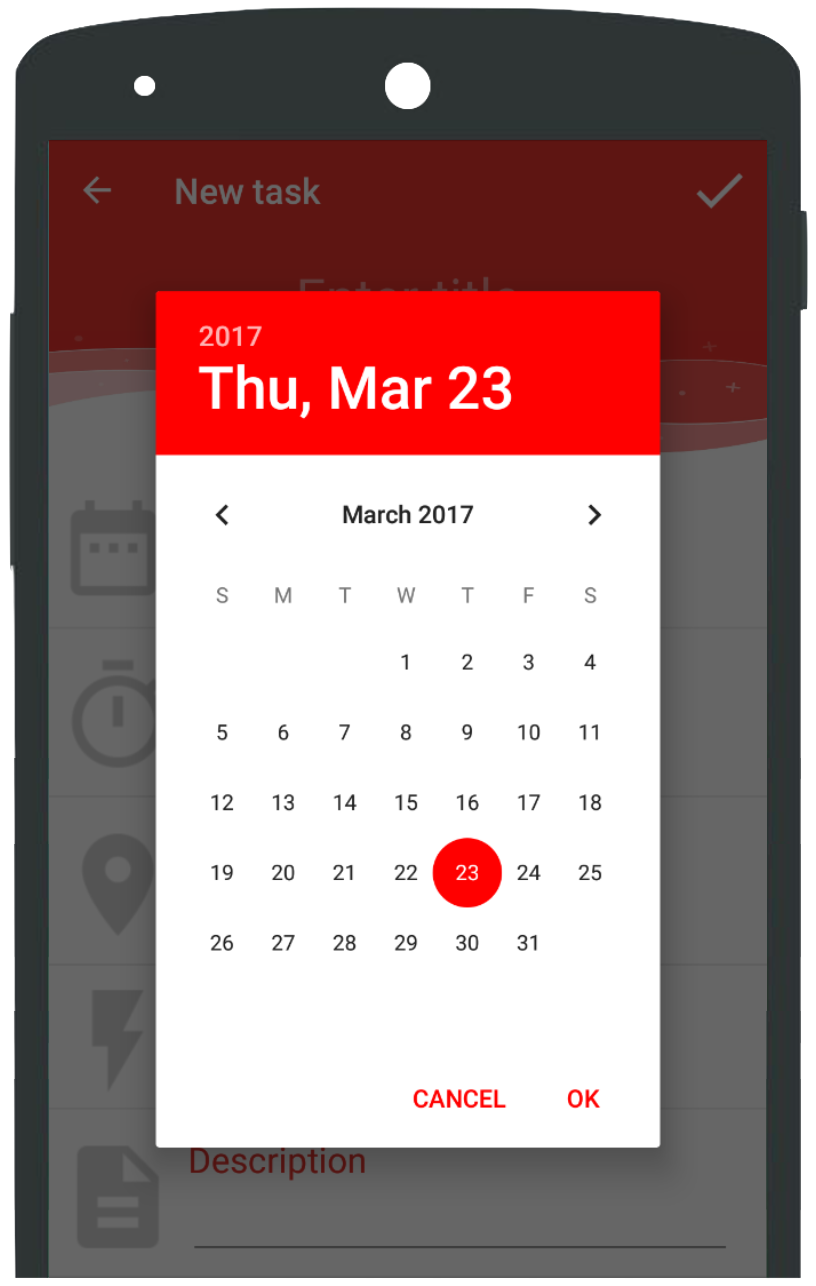 New task
Enter title
2017
Thu, Mar 23
March 2017
S M T W T F S
1 2 3 4
5 6 7 8 9 10 11
12 13 14 15 16 17 18
19 20 21 22 23 24 25
26 27 28 29 30 31
CANCEL OK
Description